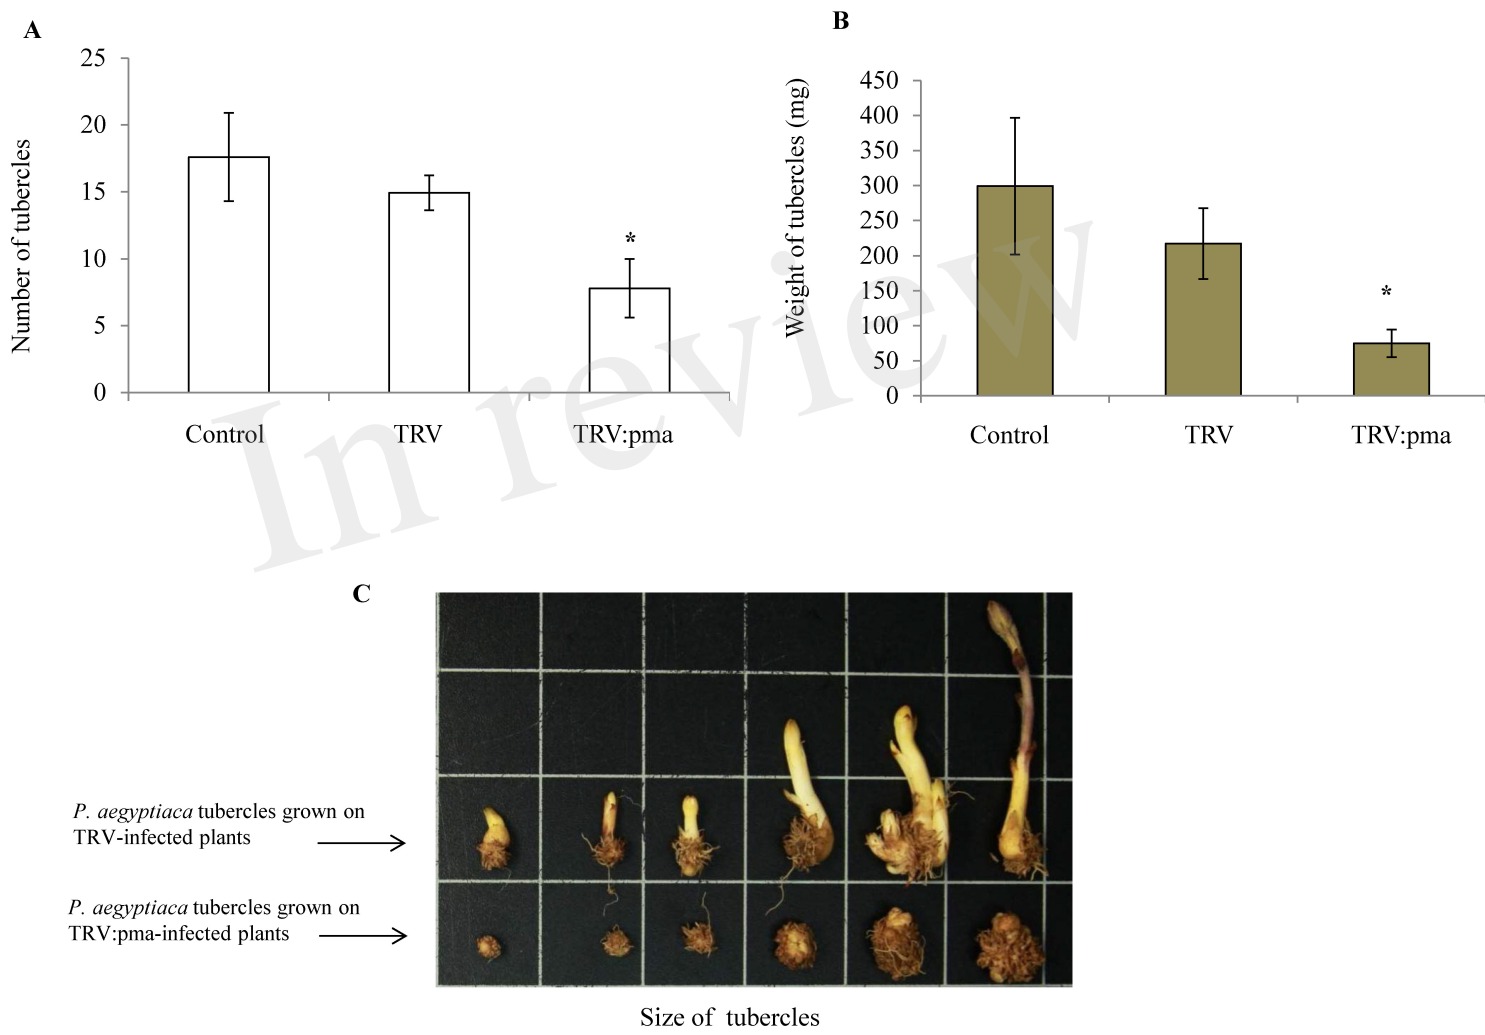 A
25
20
15
10
5
0
Number of tubercles
*
Control TRV TRV:pma
B
450
400
350
300
250
200
150
100
50
0
Weight of tubercles (mg)
*
Control TRV TRV:pma
In review
C
P. aegyptiaca tubercles grown on
TRV-infected plants
P. aegyptiaca tubercles grown on
TRV:pma-infected plants
Size of tubercles